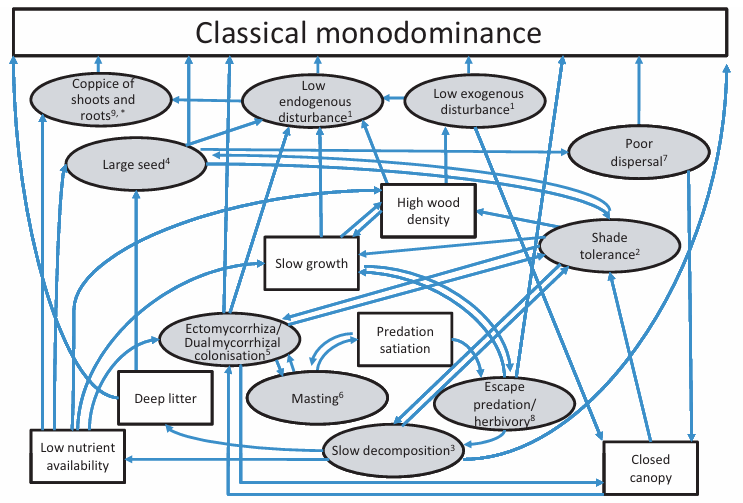 Classical monodominance
Coppice of
shoots and
roots⁹,*
Low
endogenous
disturbance¹
Low exogenous
disturbance¹
Large seed⁴
Poor
dispersal⁷
High wood
density
Shade
tolerance²
Slow growth
Ectomycorrhiza/
Dual mycorrhizal
colonisation⁵
Predation
satiation
Deep litter
Masting⁶
Escape
predation/
herbivory⁸
Low nutrient
availability
Slow decomposition³
Closed
canopy